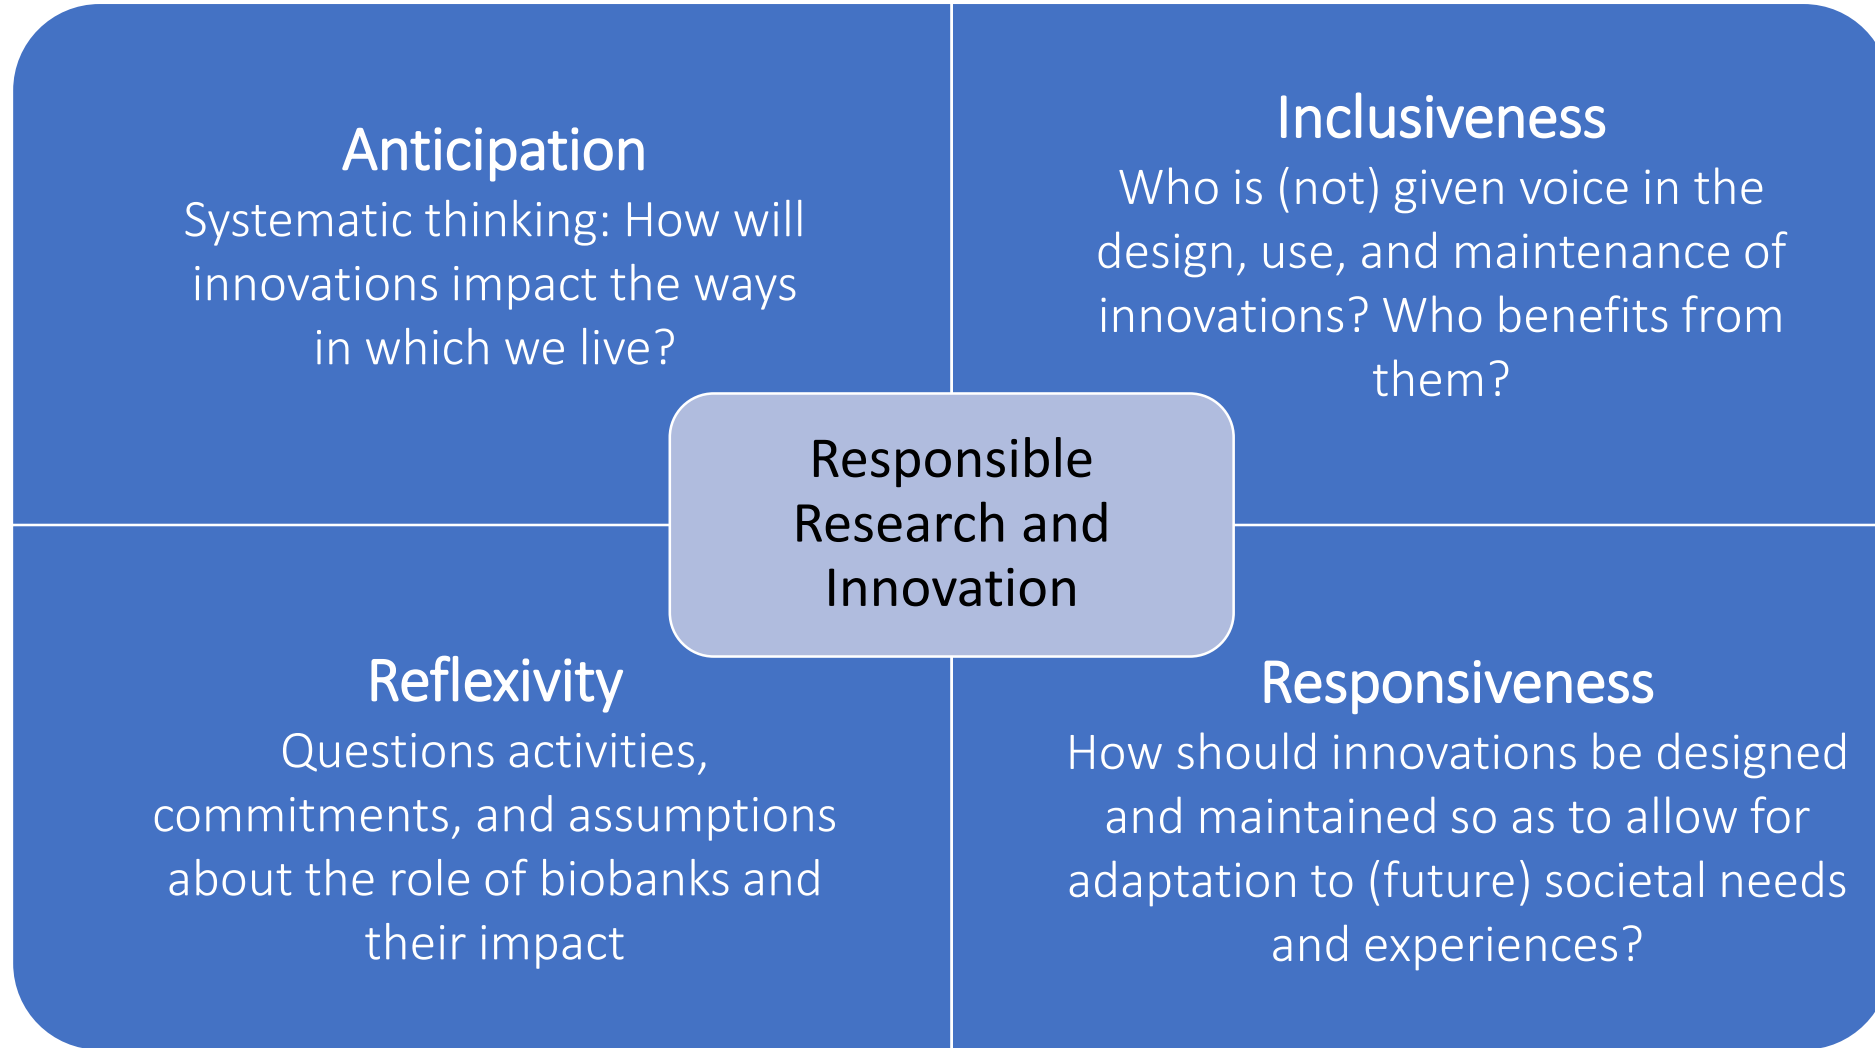 Anticipation
Systematic thinking: How will
innovations impact the ways
in which we live?
Inclusiveness
Who is (not) given voice in the
design, use, and maintenance of
innovations? Who benefits from
them?
Responsible
Research and
Innovation
Reflexivity
Questions activities,
commitments, and assumptions
about the role of biobanks and
their impact
Responsiveness
How should innovations be designed
and maintained so as to allow for
adaptation to (future) societal needs
and experiences?